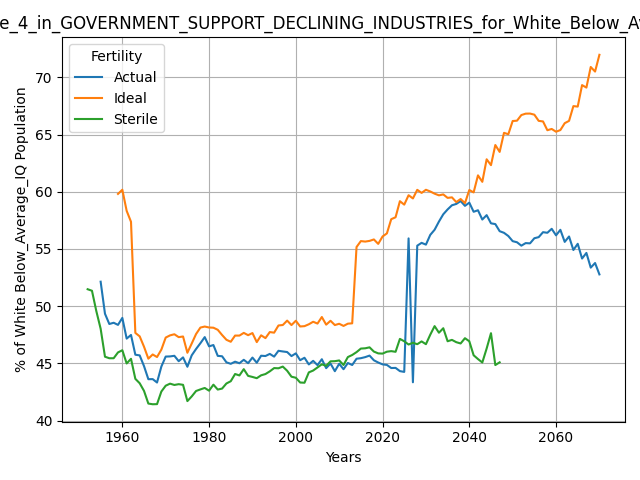 e_4_in_GOVERNMENT_SUPPORT_DECLINING_INDUSTRIES_for_White_Below_A
Fertility
Actual
Ideal
Sterile
% of White Below_Average_IQ Population
70
65
60
55
50
45
40
1960
1980
2000
2020
2040
2060
Years